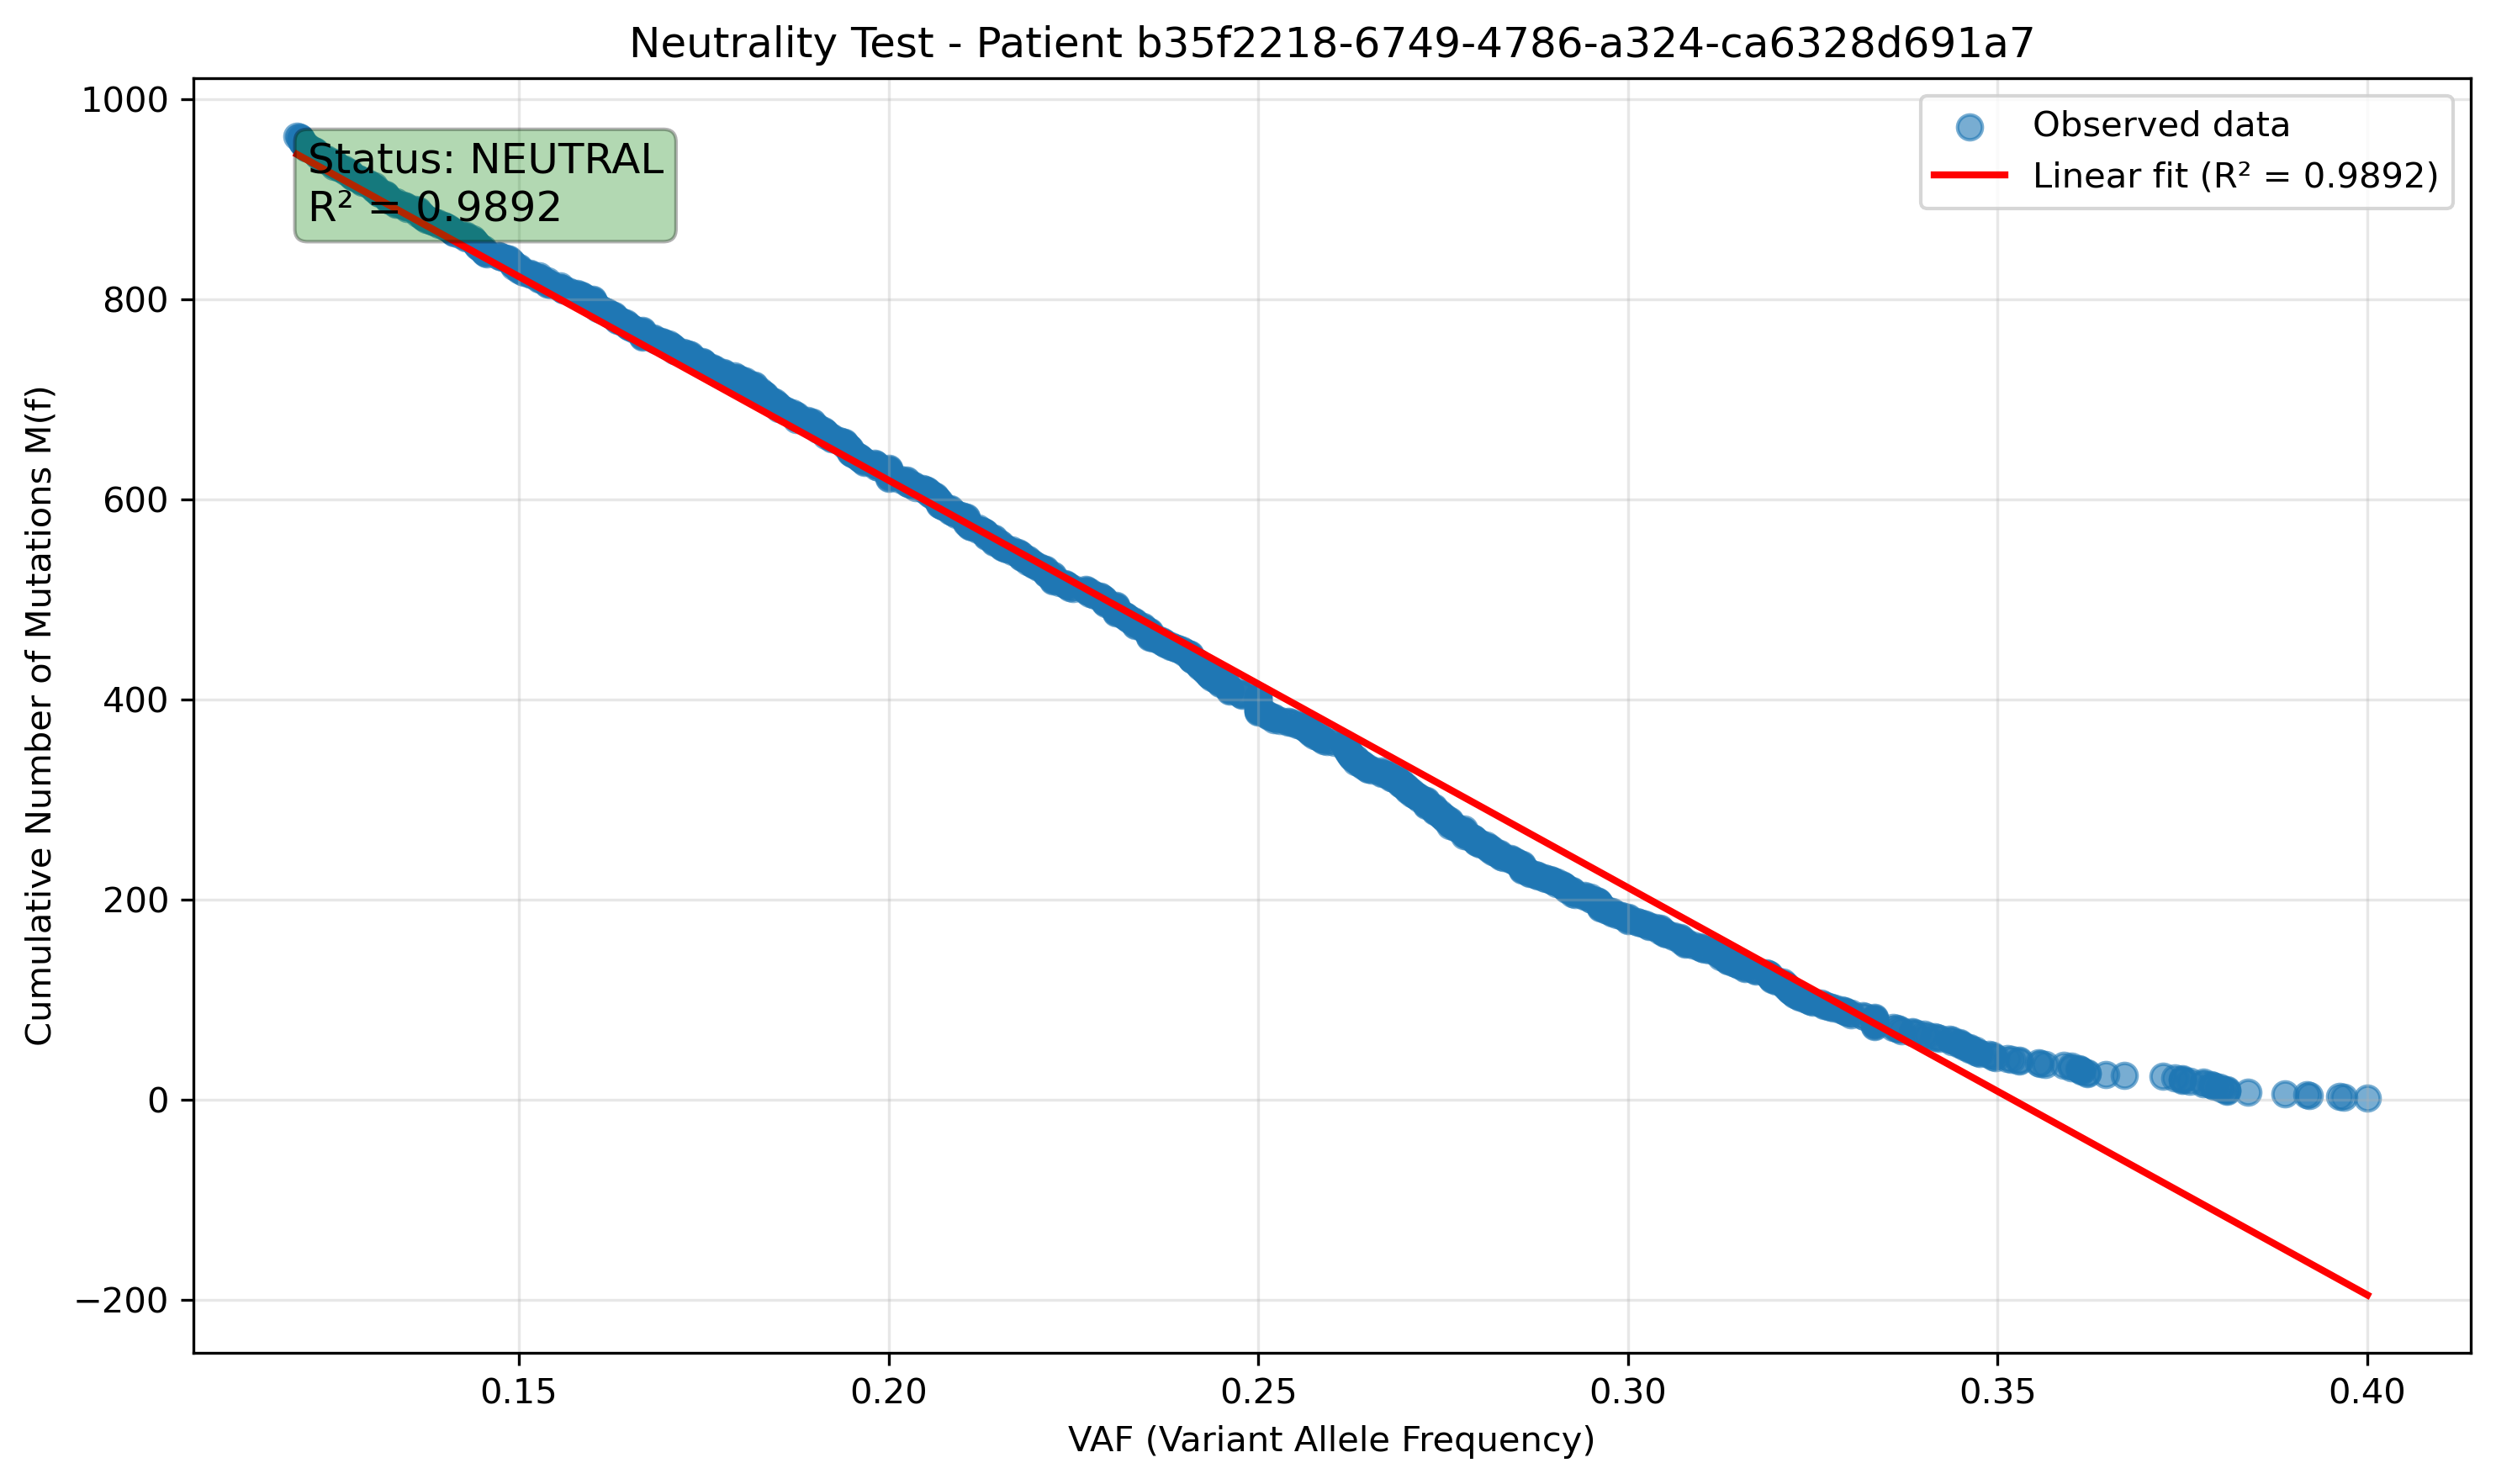 Neutrality Test - Patient b35f2218-6749-4786-a324-ca6328d691a7
Cumulative Number of Mutations M(f)
1000
800
600
400
200
0
−200
Status: NEUTRAL
R² = 0.9892
Observed data
Linear fit (R² = 0.9892)
0.15
0.20
0.25
0.30
0.35
0.40
VAF (Variant Allele Frequency)